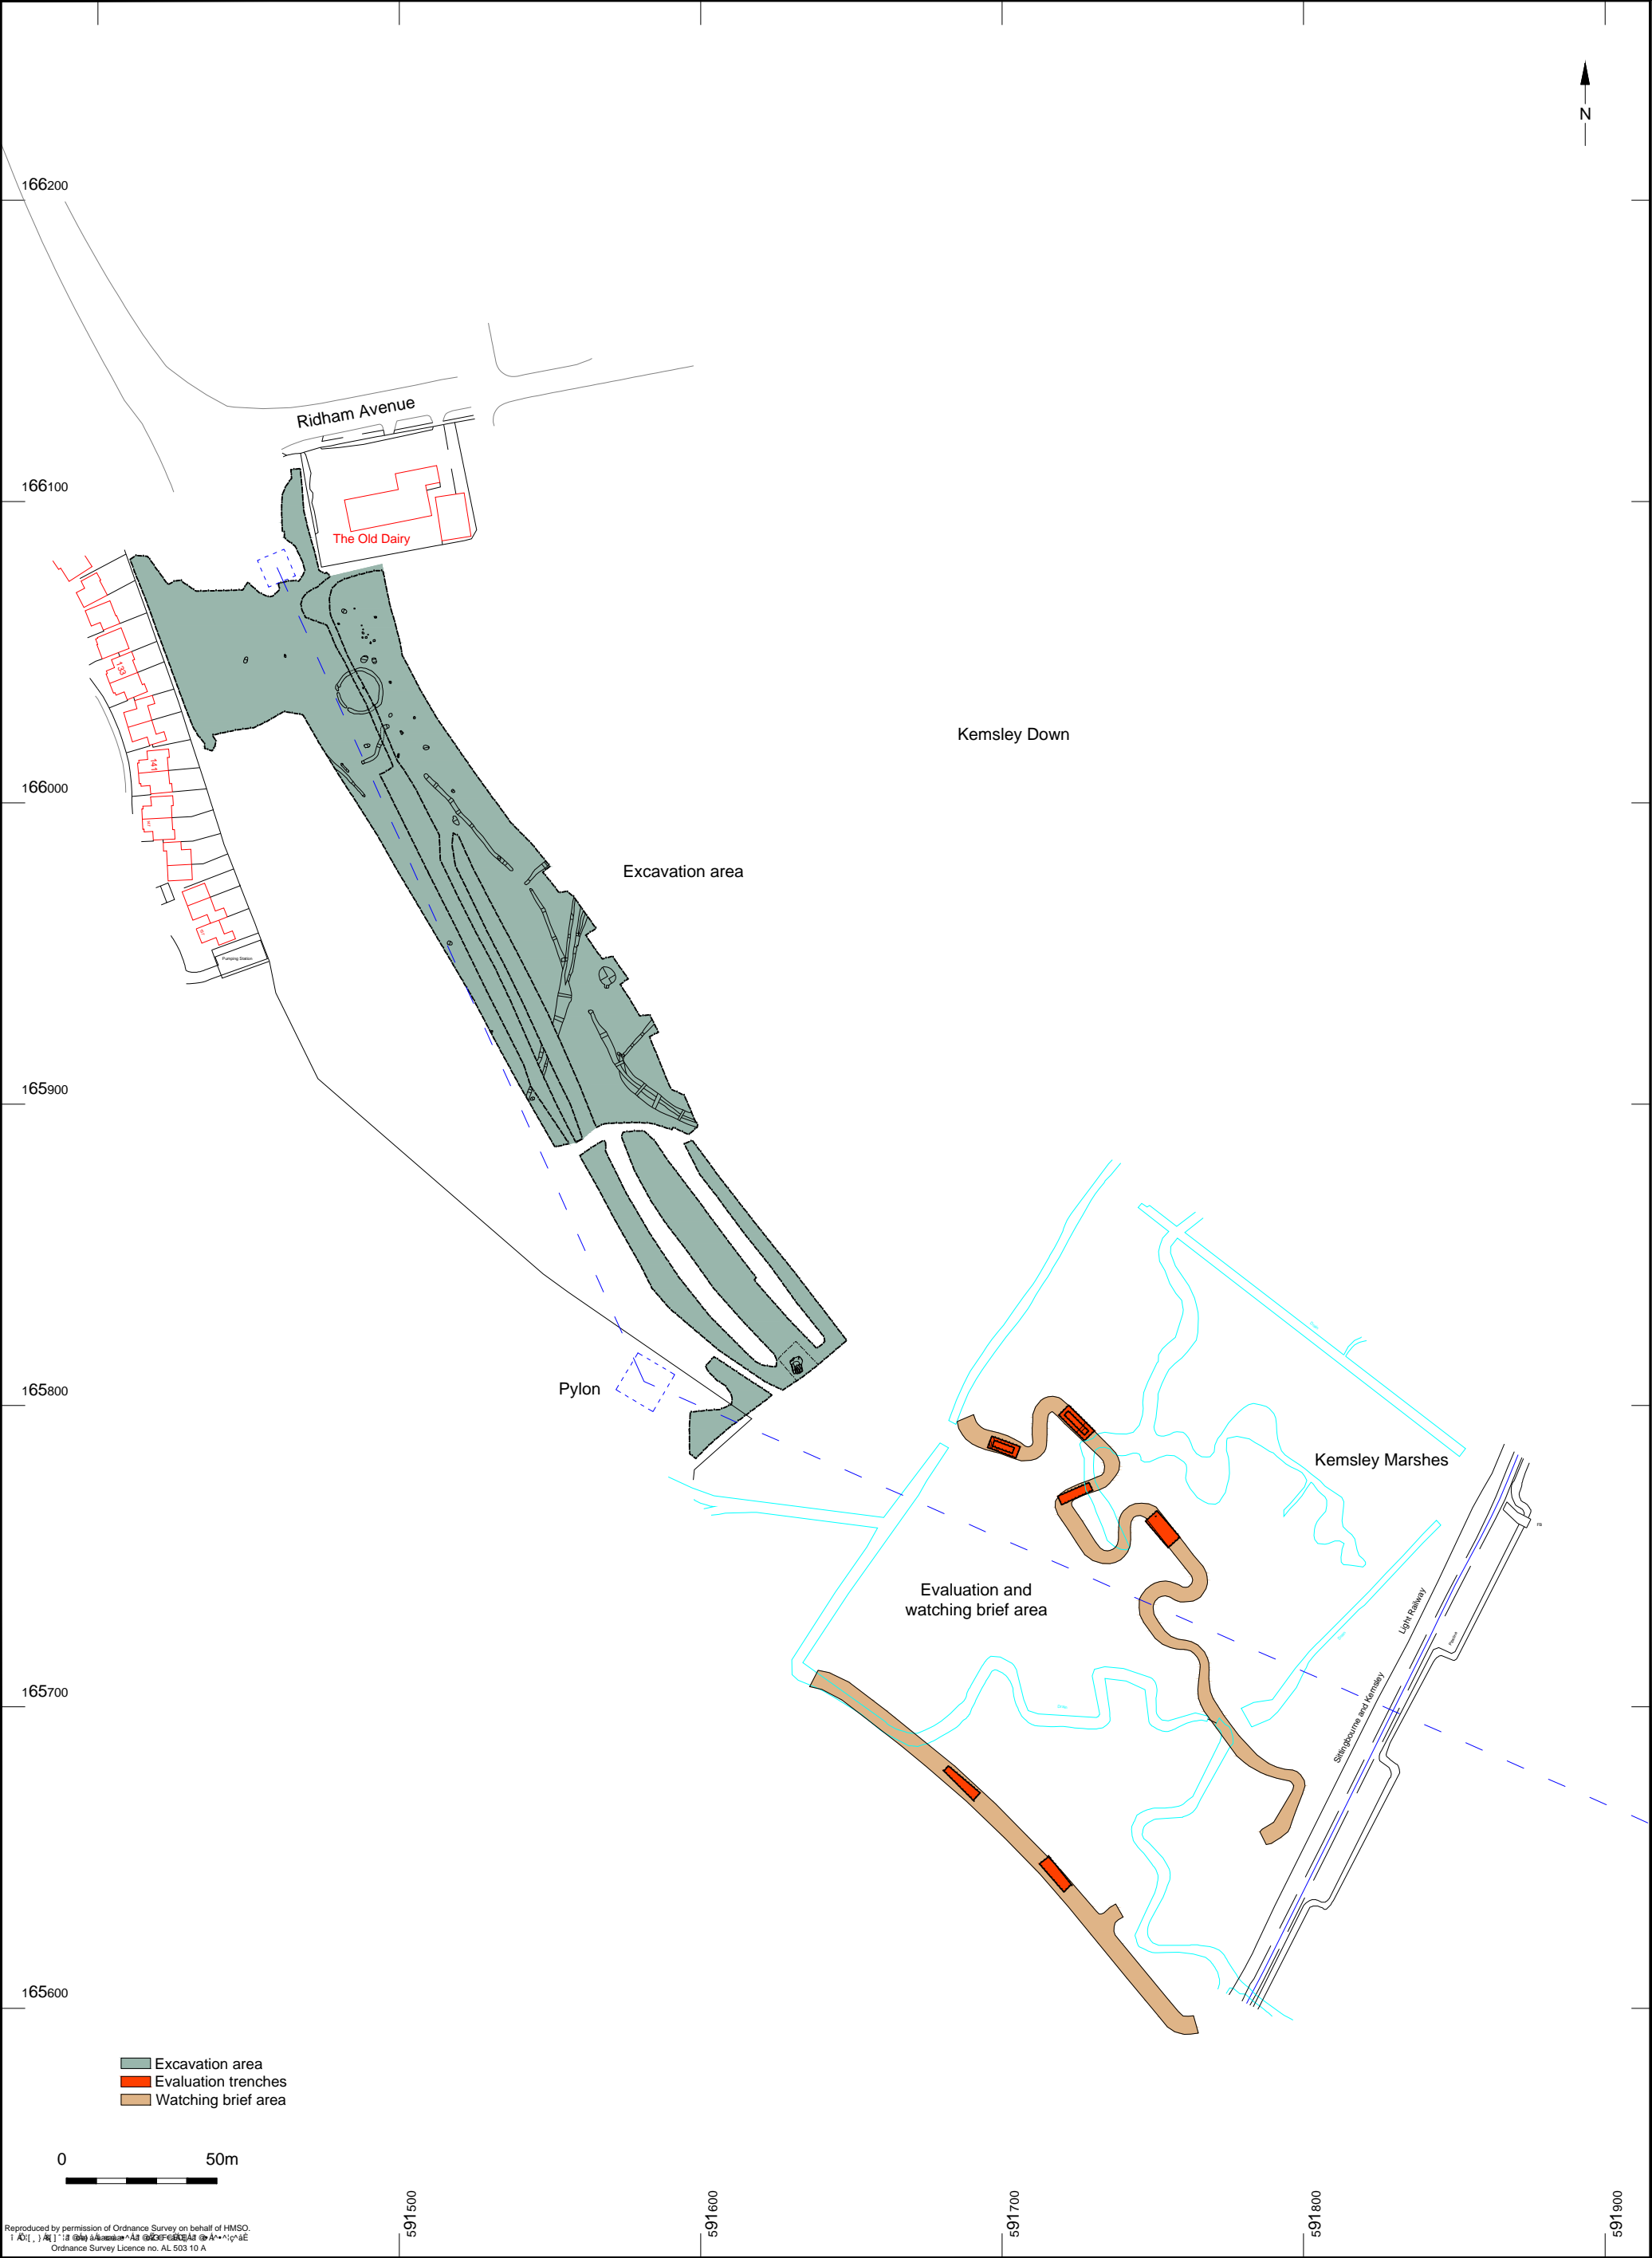 N
166200
Ridham Avenue
166100
The Old Dairy
133
Kemsley Down
141
166000
Excavation area
Pumping Station
165900
165800
Pylon
Kemsley Marshes
Evaluation and
watching brief area
Light Railway
Sittingbourne and Kemsley
165700
165600
Excavation area
Evaluation trenches
Watching brief area
0 50m
591500
591600
591700
591800
591900
Reproduced by permission of Ordnance Survey on behalf of HMSO.
Ordnance Survey Licence no. AL 503 10 A